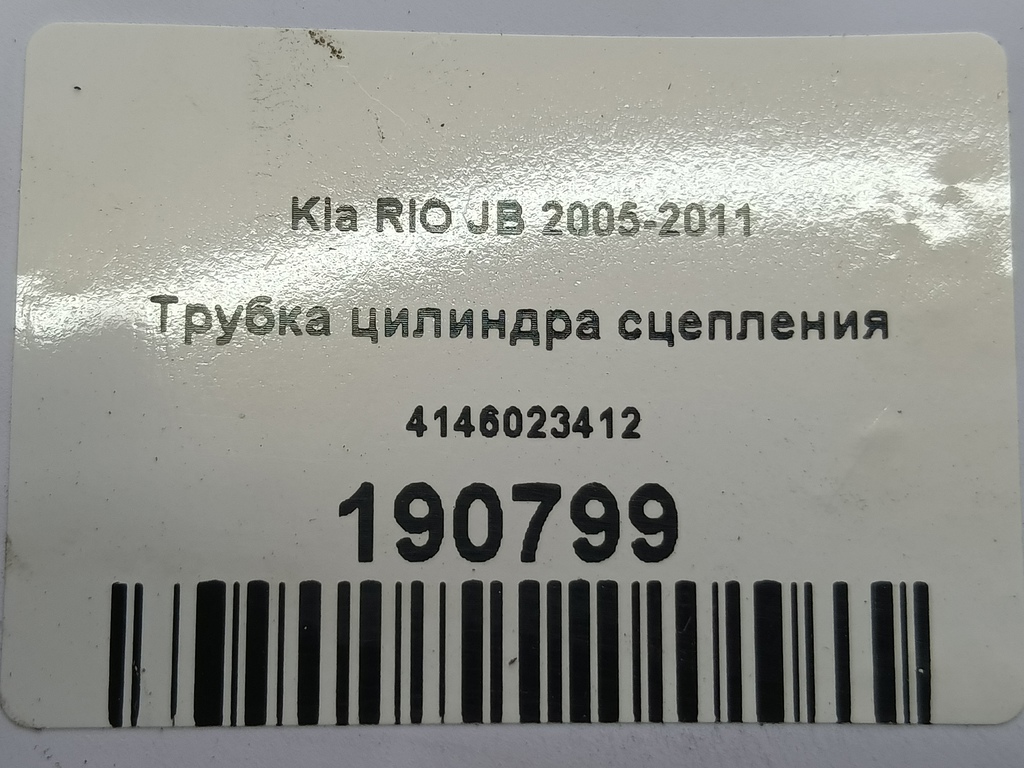 Kia RIO JB 2005-2011
Трубка цилиндра сцепления
4146023412
190799